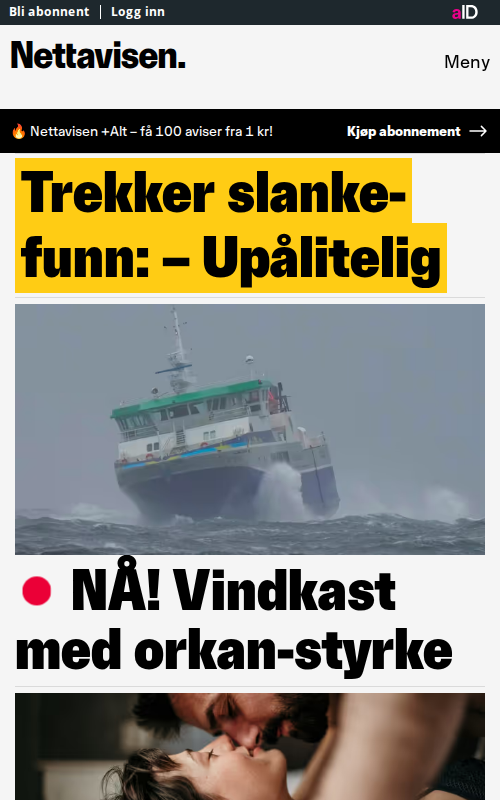 Bli abonnent | Logg inn
aID
Nettavisen.
Meny
🔥 Nettavisen +Alt – få 100 aviser fra 1 kr!
Kjøp abonnement →
Trekker slanke-
funn: – Upålitelig
NÅ! Vindkast
med orkan-styrke